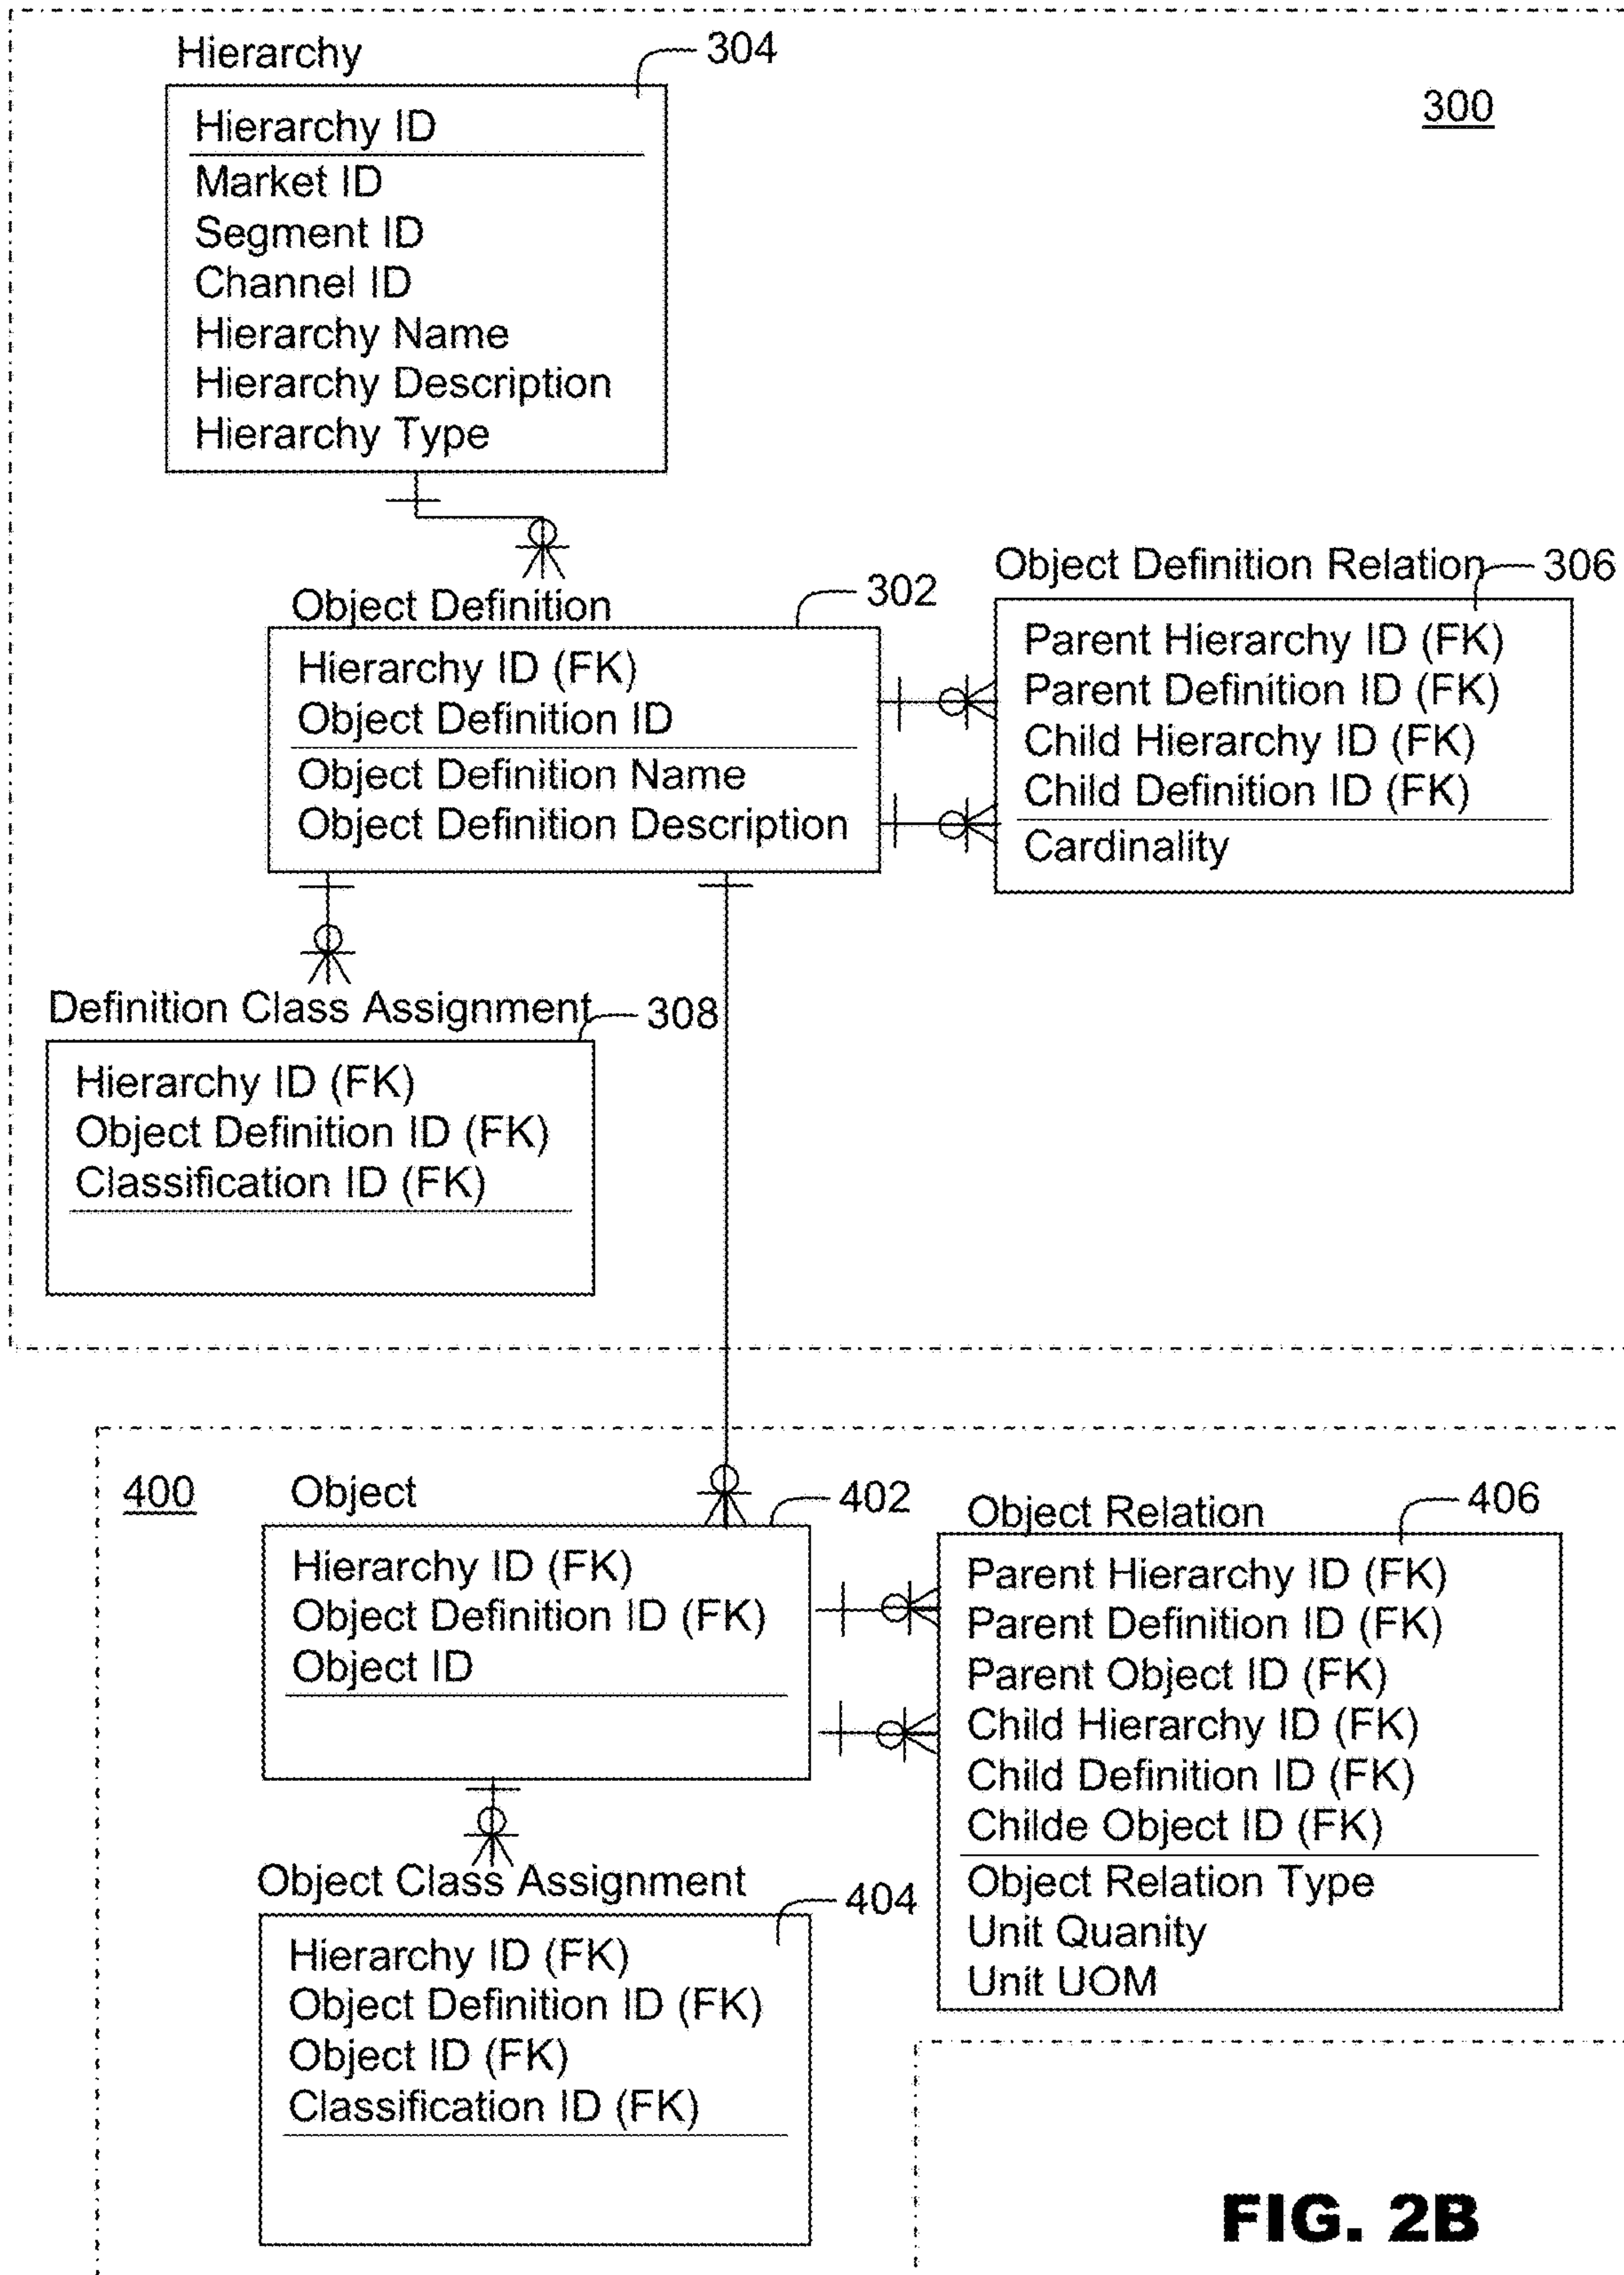 Hierarchy
304
300
Hierarchy ID
Market ID
Segment ID
Channel ID
Hierarchy Name
Hierarchy Description
Hierarchy Type
Object Definition
302
Hierarchy ID (FK)
Object Definition ID
Object Definition Name
Object Definition Description
Object Definition Relation
306
Parent Hierarchy ID (FK)
Parent Definition ID (FK)
Child Hierarchy ID (FK)
Child Definition ID (FK)
Cardinality
Definition Class Assignment
308
Hierarchy ID (FK)
Object Definition ID (FK)
Classification ID (FK)
400
Object
402
Hierarchy ID (FK)
Object Definition ID (FK)
Object ID
Object Relation
406
Parent Hierarchy ID (FK)
Parent Definition ID (FK)
Parent Object ID (FK)
Child Hierarchy ID (FK)
Child Definition ID (FK)
Childe Object ID (FK)
Object Relation Type
Unit Quanity
Unit UOM
Object Class Assignment
404
Hierarchy ID (FK)
Object Definition ID (FK)
Object ID (FK)
Classification ID (FK)
FIG. 2B